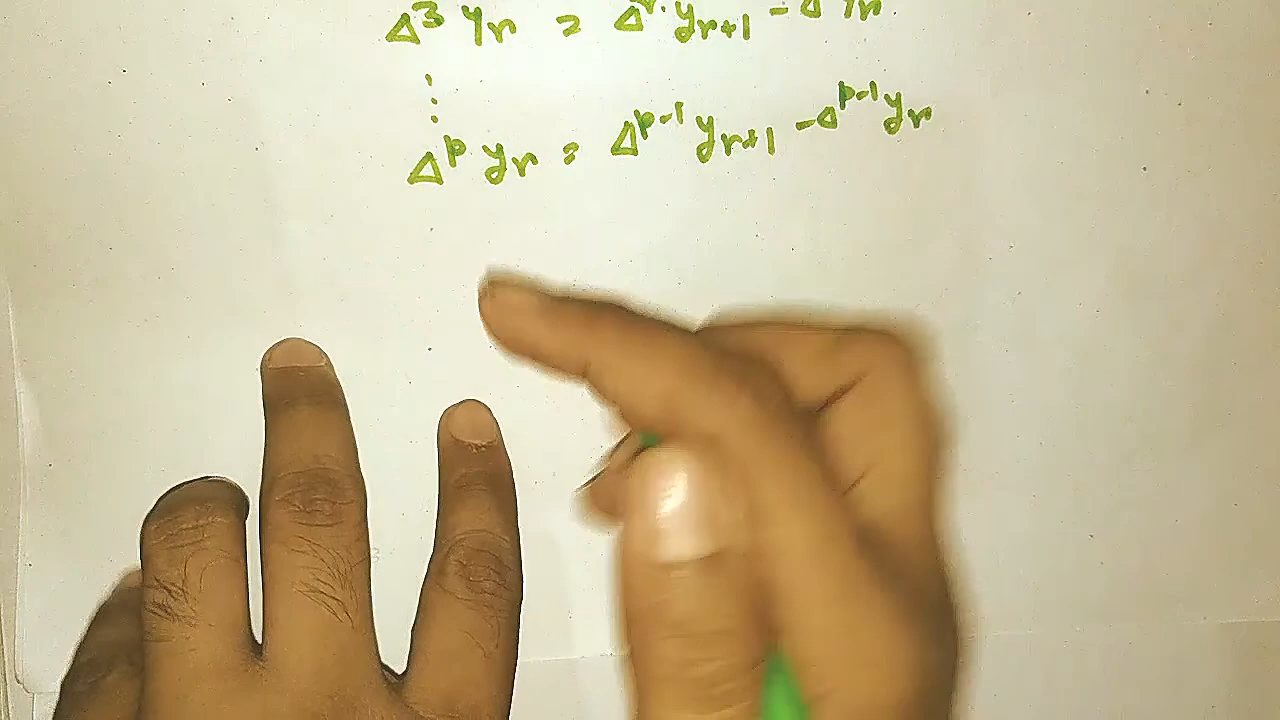 Δ³ yᵣ = Δ². yᵣ₊₁ - Δ² yᵣ.
⋮
Δᵖ yᵣ = Δᵖ⁻¹ yᵣ₊₁ - Δᵖ⁻¹ yᵣ